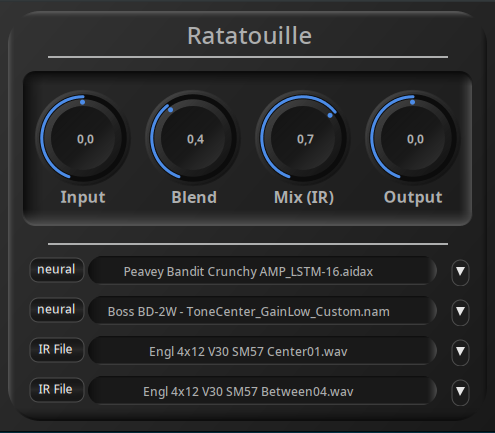 Ratatouille
0,0 0,4 0,7 0,0
Input Blend Mix (IR) Output
neural Peavey Bandit Crunchy AMP_LSTM-16.aidax
neural Boss BD-2W - ToneCenter_GainLow_Custom.nam
IR File Engl 4x12 V30 SM57 Center01.wav
IR File Engl 4x12 V30 SM57 Between04.wav